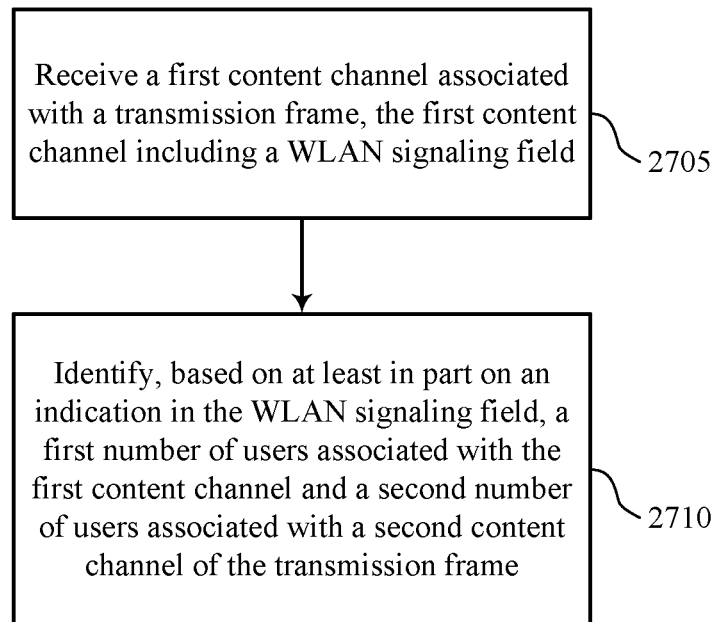 Receive a first content channel associated
with a transmission frame, the first content
channel including a WLAN signaling field
2705
Identify, based on at least in part on an
indication in the WLAN signaling field, a
first number of users associated with the
first content channel and a second number
of users associated with a second content
channel of the transmission frame
2710